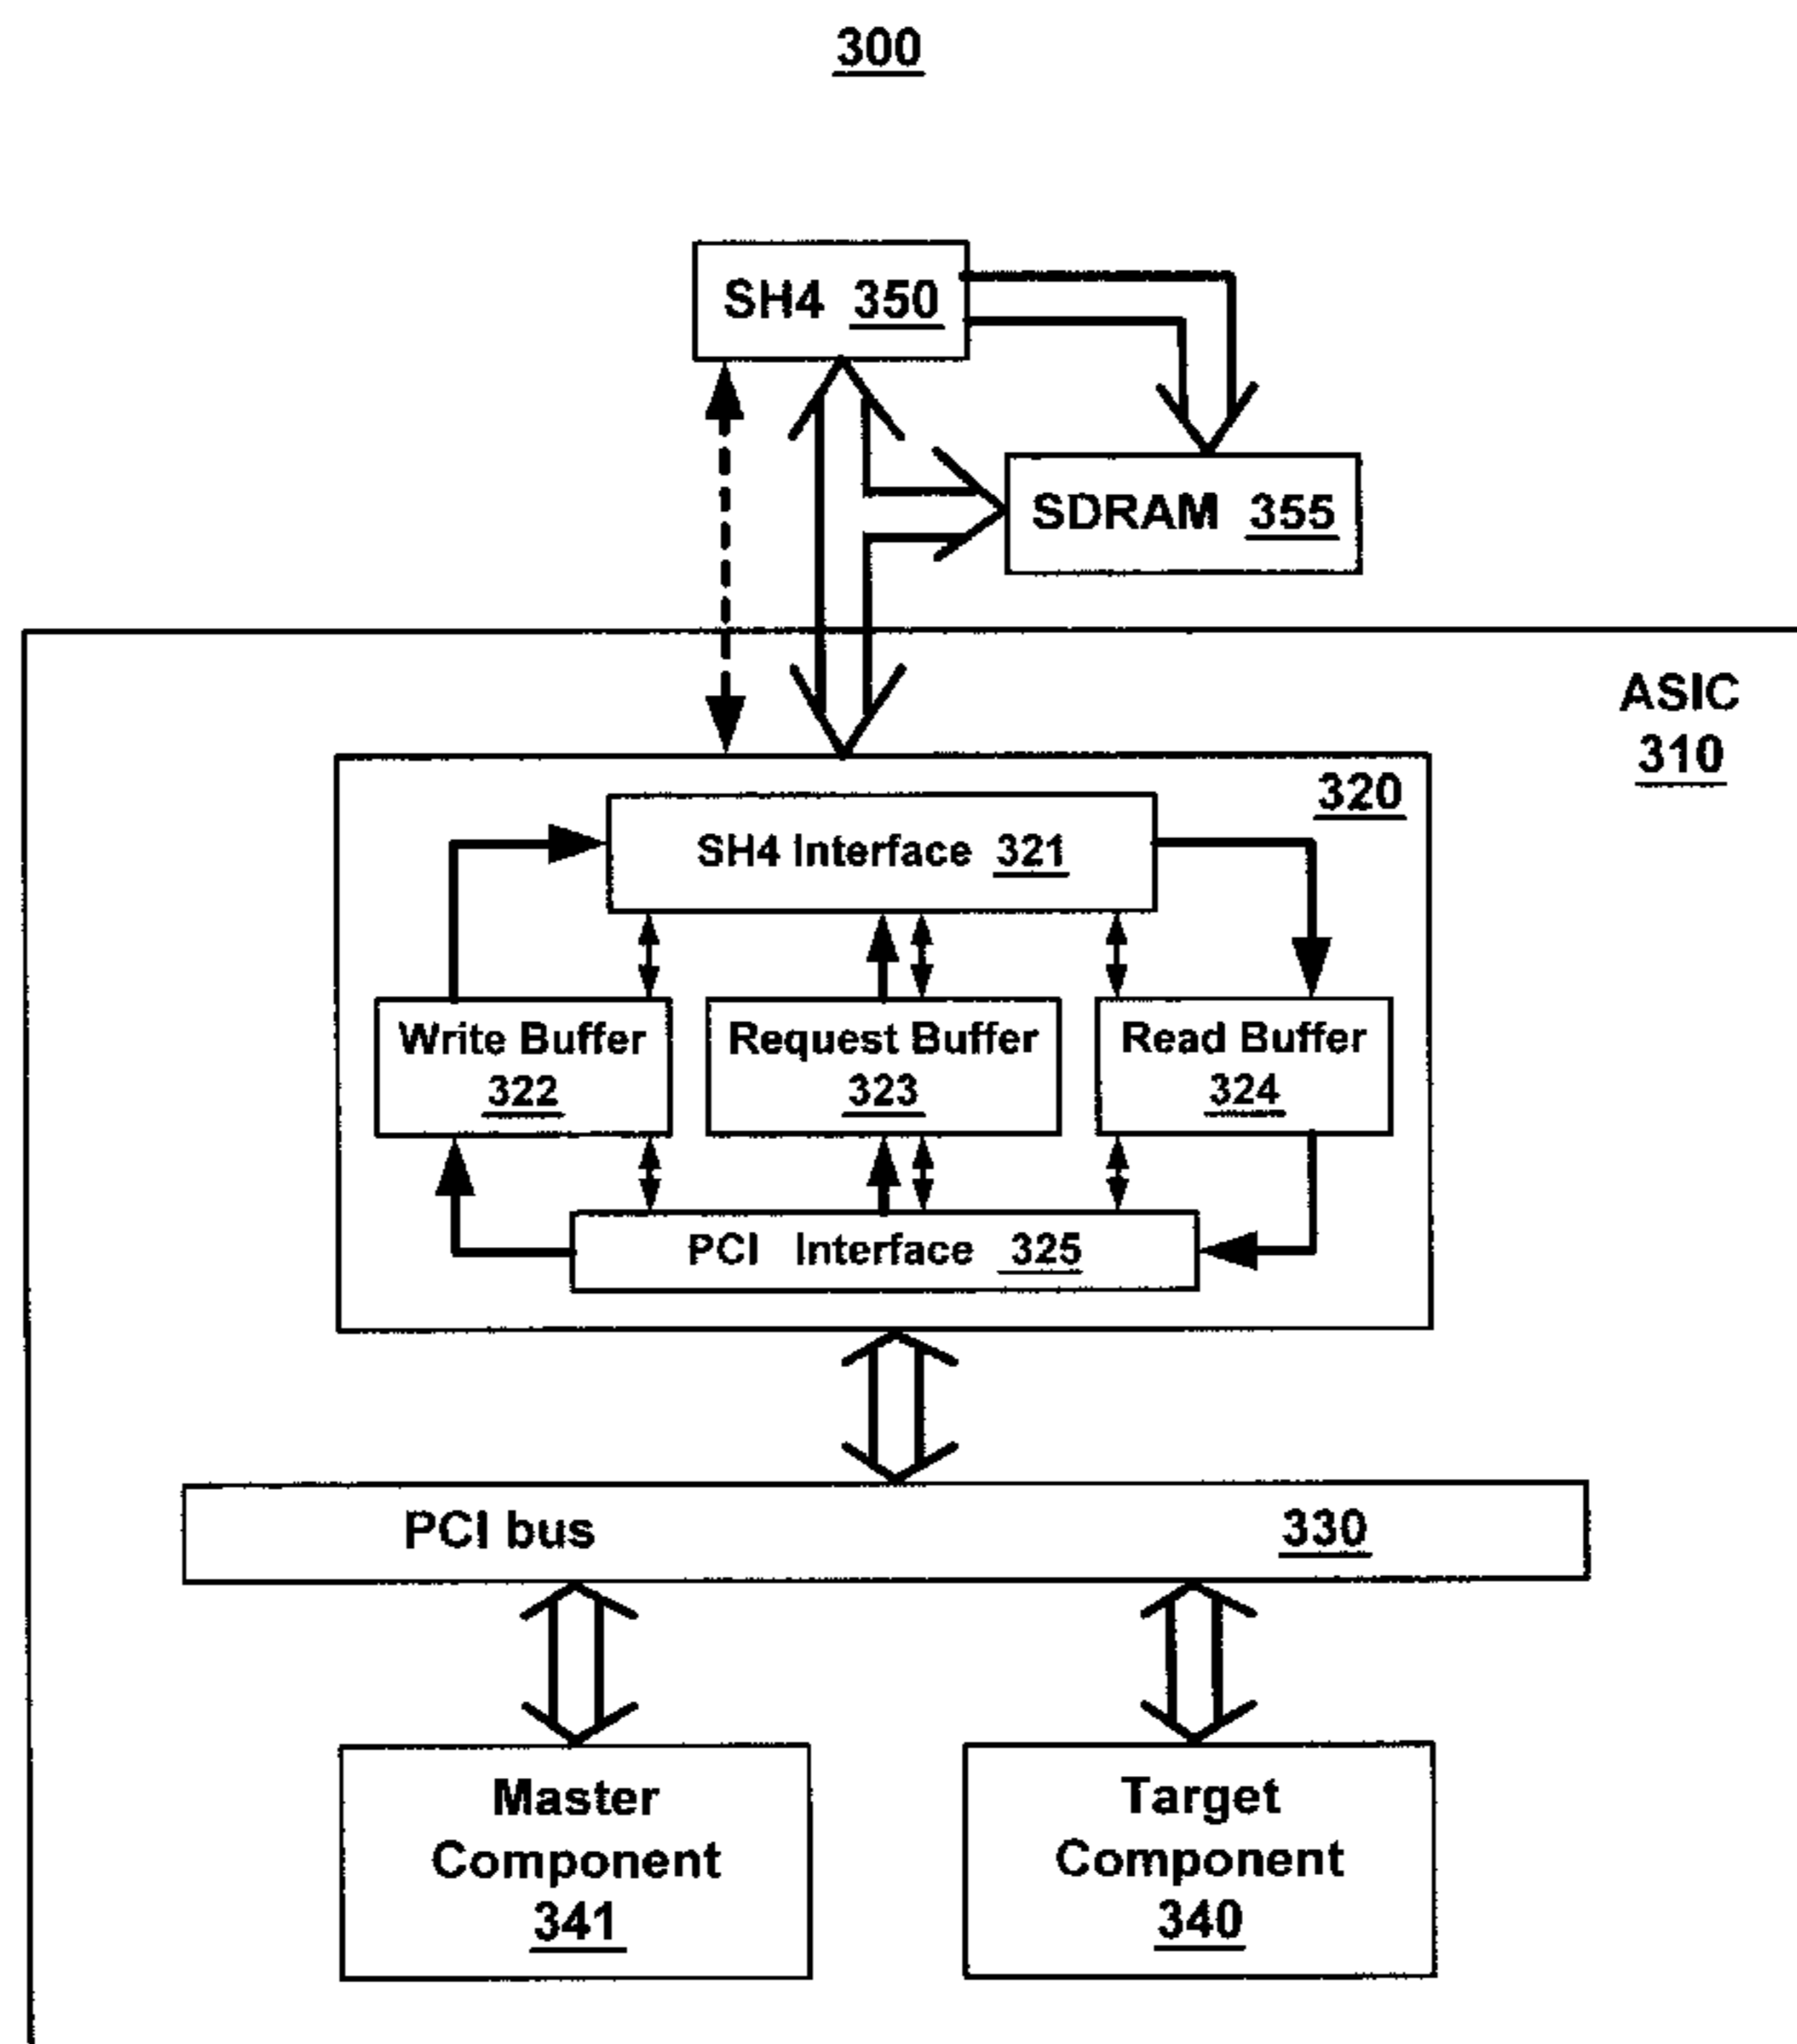 300
SH4 350
SDRAM 355
ASIC
310
320
SH4 Interface 321
Write Buffer
322
Request Buffer
323
Read Buffer
324
PCI Interface 325
PCI bus 330
Master
Component
341
Target
Component
340